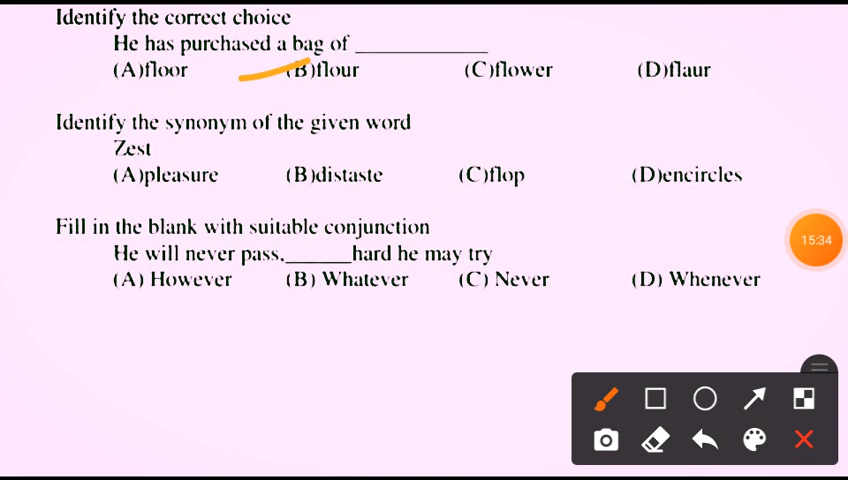 Identify the correct choice
He has purchased a bag of ____________
(A)floor (B)flour (C)flower (D)flaur
Identify the synonym of the given word
Zest
(A)pleasure (B)distaste (C)flop (D)encircles
Fill in the blank with suitable conjunction
He will never pass,______hard he may try
(A) However (B) Whatever (C) Never (D) Whenever
15:34